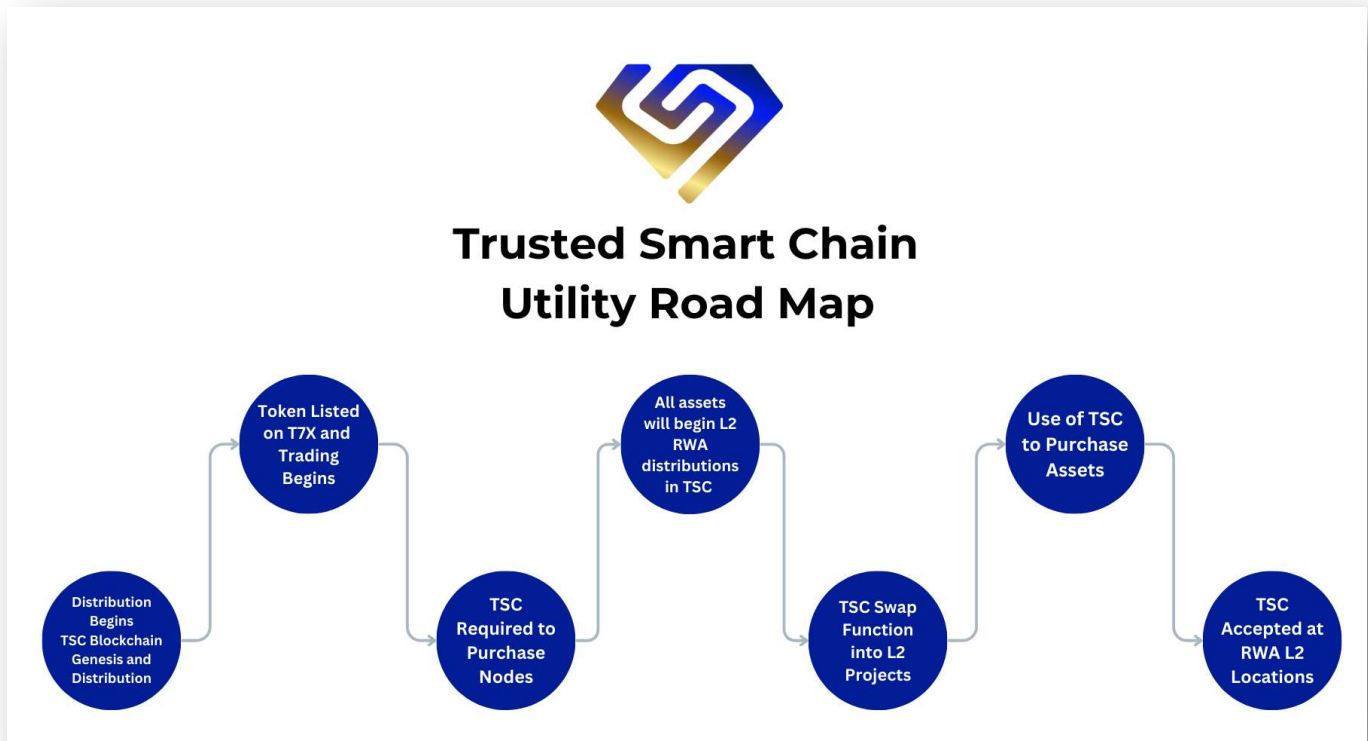 Trusted Smart Chain
Utility Road Map
Distribution
Begins
TSC Blockchain
Genesis and
Distribution
Token Listed
on T7X and
Trading
Begins
TSC
Required to
Purchase
Nodes
All assets
will begin L2
RWA
distributions
in TSC
TSC Swap
Function
into L2
Projects
Use of TSC
to Purchase
Assets
TSC
Accepted at
RWA L2
Locations